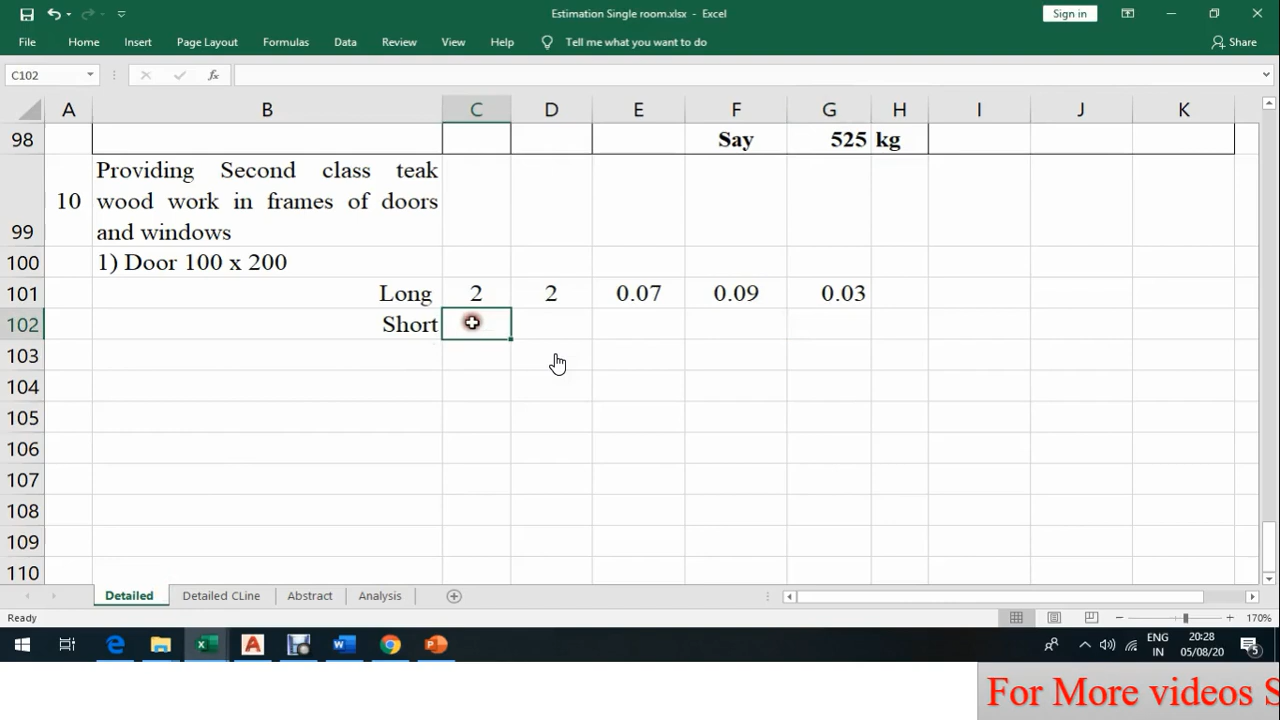 Estimation Single room.xlsx - Excel
Sign in
File Home Insert Page Layout Formulas Data Review View Help Tell me what you want to do Share
C102 fx
A B C D E F G H I J K
98 Say 525 kg
Providing Second class teak
10 wood work in frames of doors
99 and windows
100 1) Door 100 x 200
101 Long 2 2 0.07 0.09 0.03
102 Short
103
104
105
106
107
108
109
110
Detailed Detailed CLine Abstract Analysis
Ready 170%
ENG 20:28
IN 05/08/20 5
For More videos S